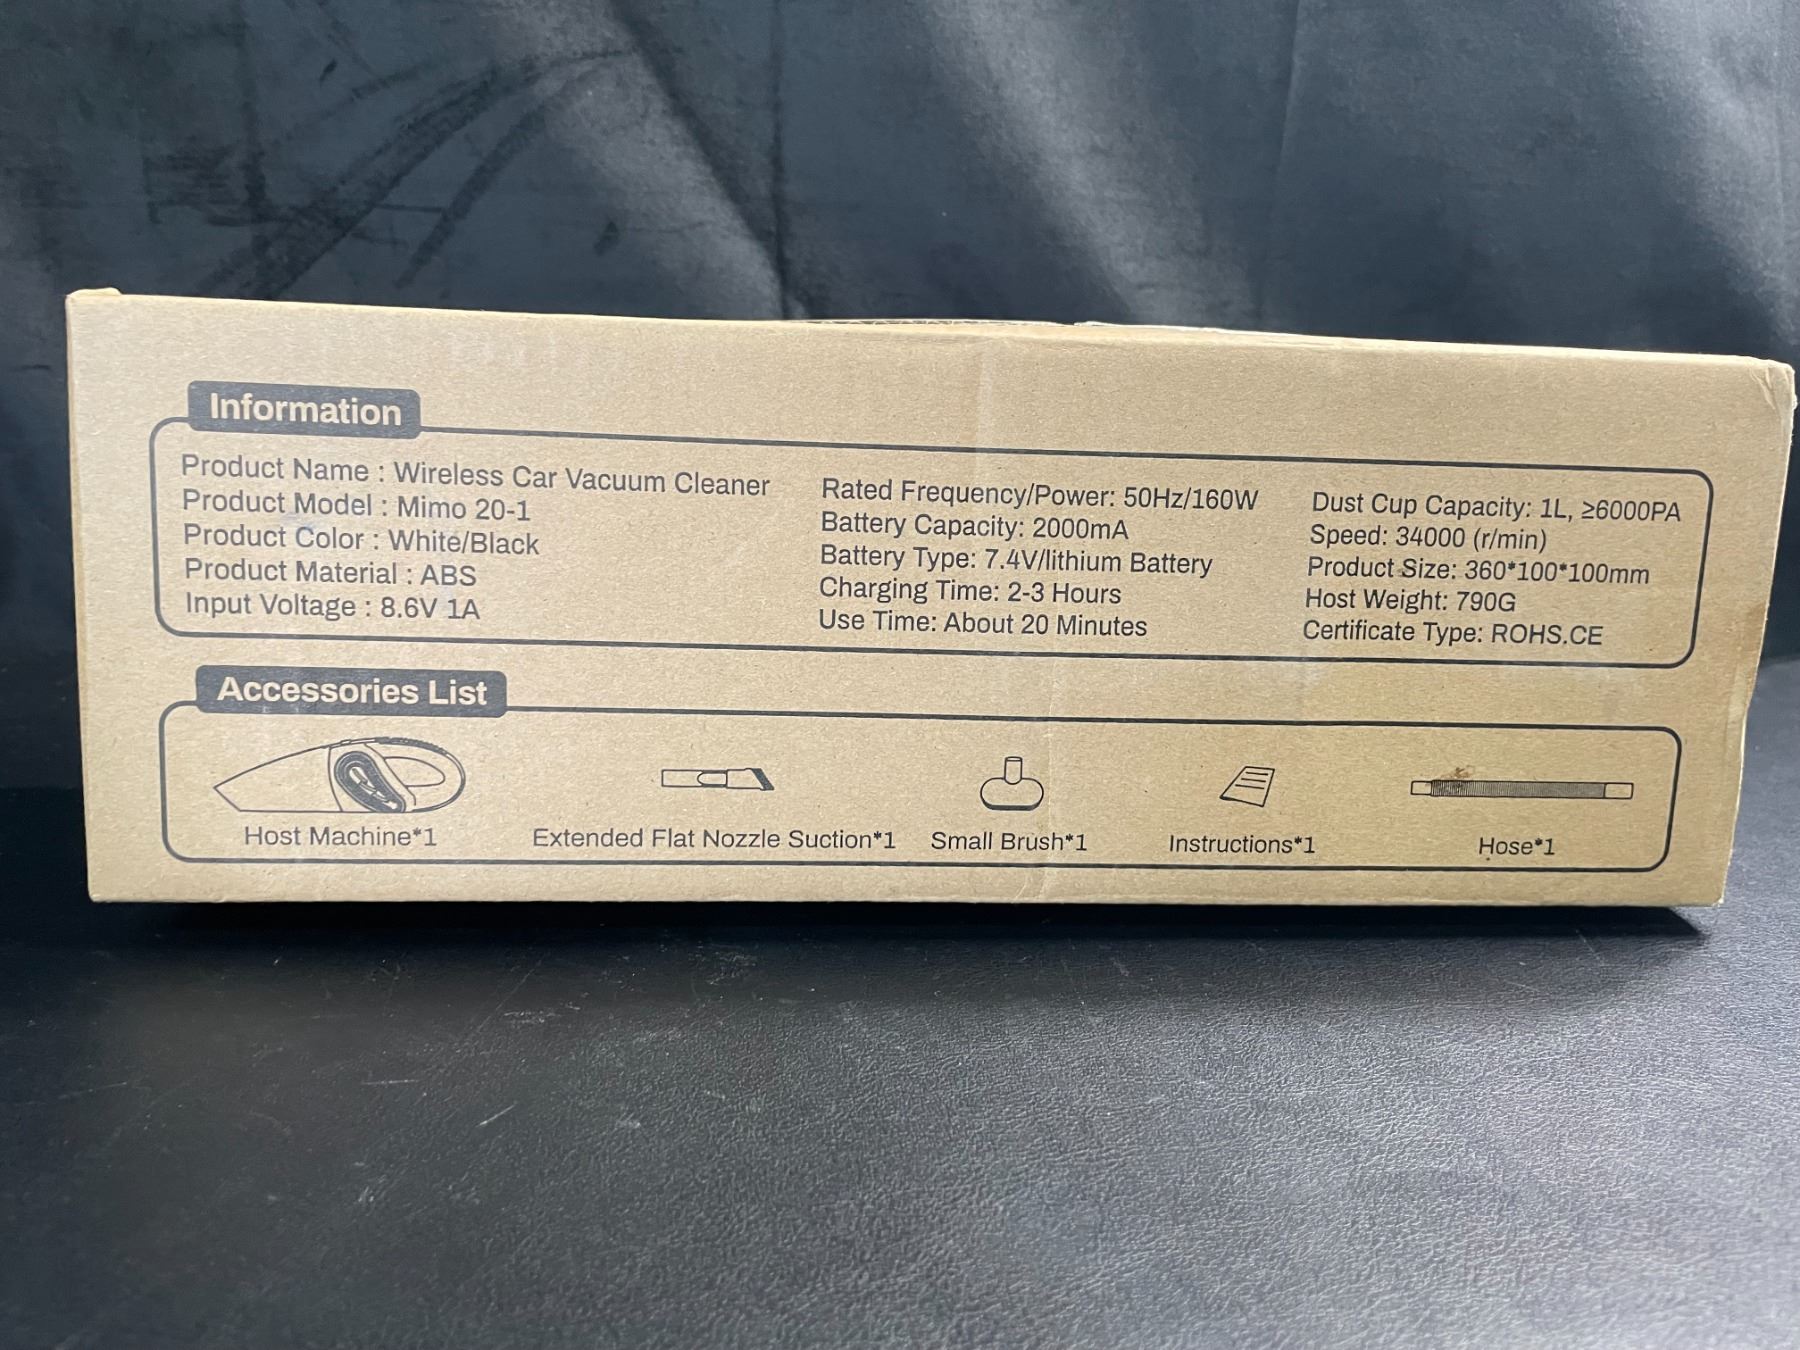 Information
Product Name : Wireless Car Vacuum Cleaner
Product Model : Mimo 20-1
Product Color : White/Black
Product Material : ABS
Input Voltage : 8.6V 1A
Rated Frequency/Power: 50Hz/160W
Battery Capacity: 2000mA
Battery Type: 7.4V/lithium Battery
Charging Time: 2-3 Hours
Use Time: About 20 Minutes
Dust Cup Capacity: 1L, ≥6000PA
Speed: 34000 (r/min)
Product Size: 360*100*100mm
Host Weight: 790G
Certificate Type: ROHS.CE
Accessories List
Host Machine*1
Extended Flat Nozzle Suction*1
Small Brush*1
Instructions*1
Hose*1